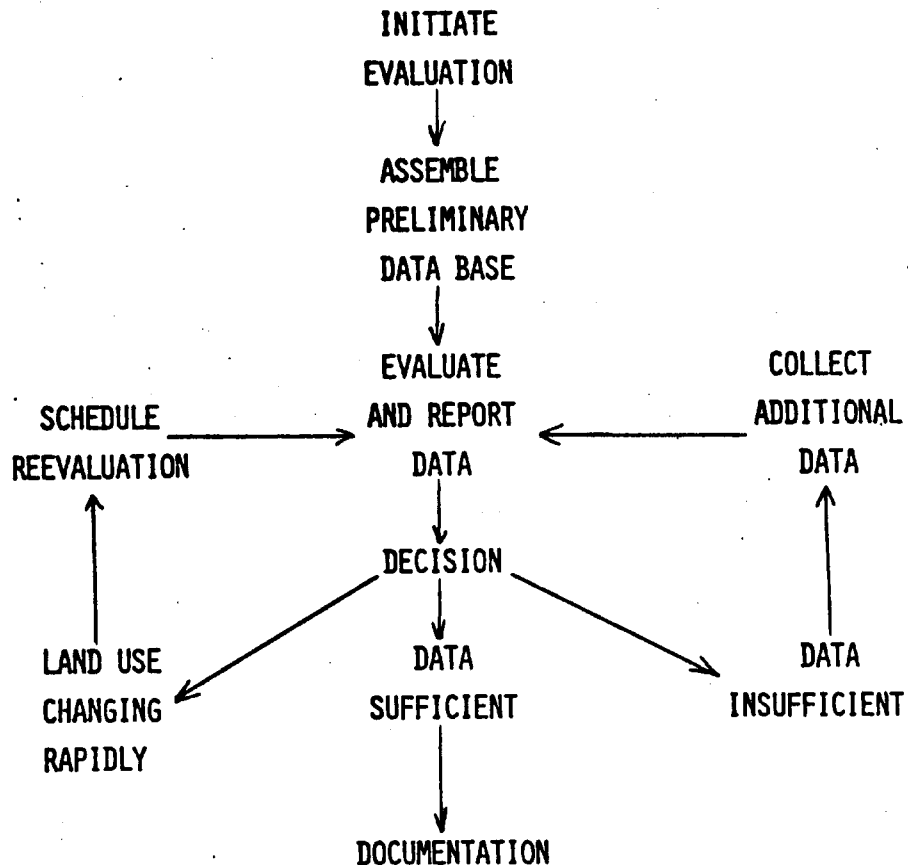 INITIATE
EVALUATION
ASSEMBLE
PRELIMINARY
DATA BASE
EVALUATE
AND REPORT
DATA
SCHEDULE
REEVALUATION
COLLECT
ADDITIONAL
DATA
DECISION
LAND USE
CHANGING
RAPIDLY
DATA
SUFFICIENT
DATA
INSUFFICIENT
DOCUMENTATION